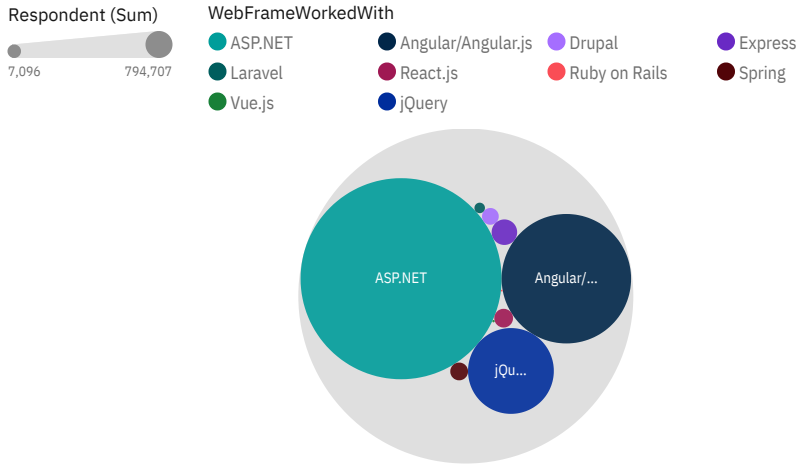 Respondent (Sum)
7,096 794,707
WebFrameWorkedWith
ASP.NET Angular/Angular.js Drupal Express
Laravel React.js Ruby on Rails Spring
Vue.js jQuery
ASP.NET
Angular/...
jQu...